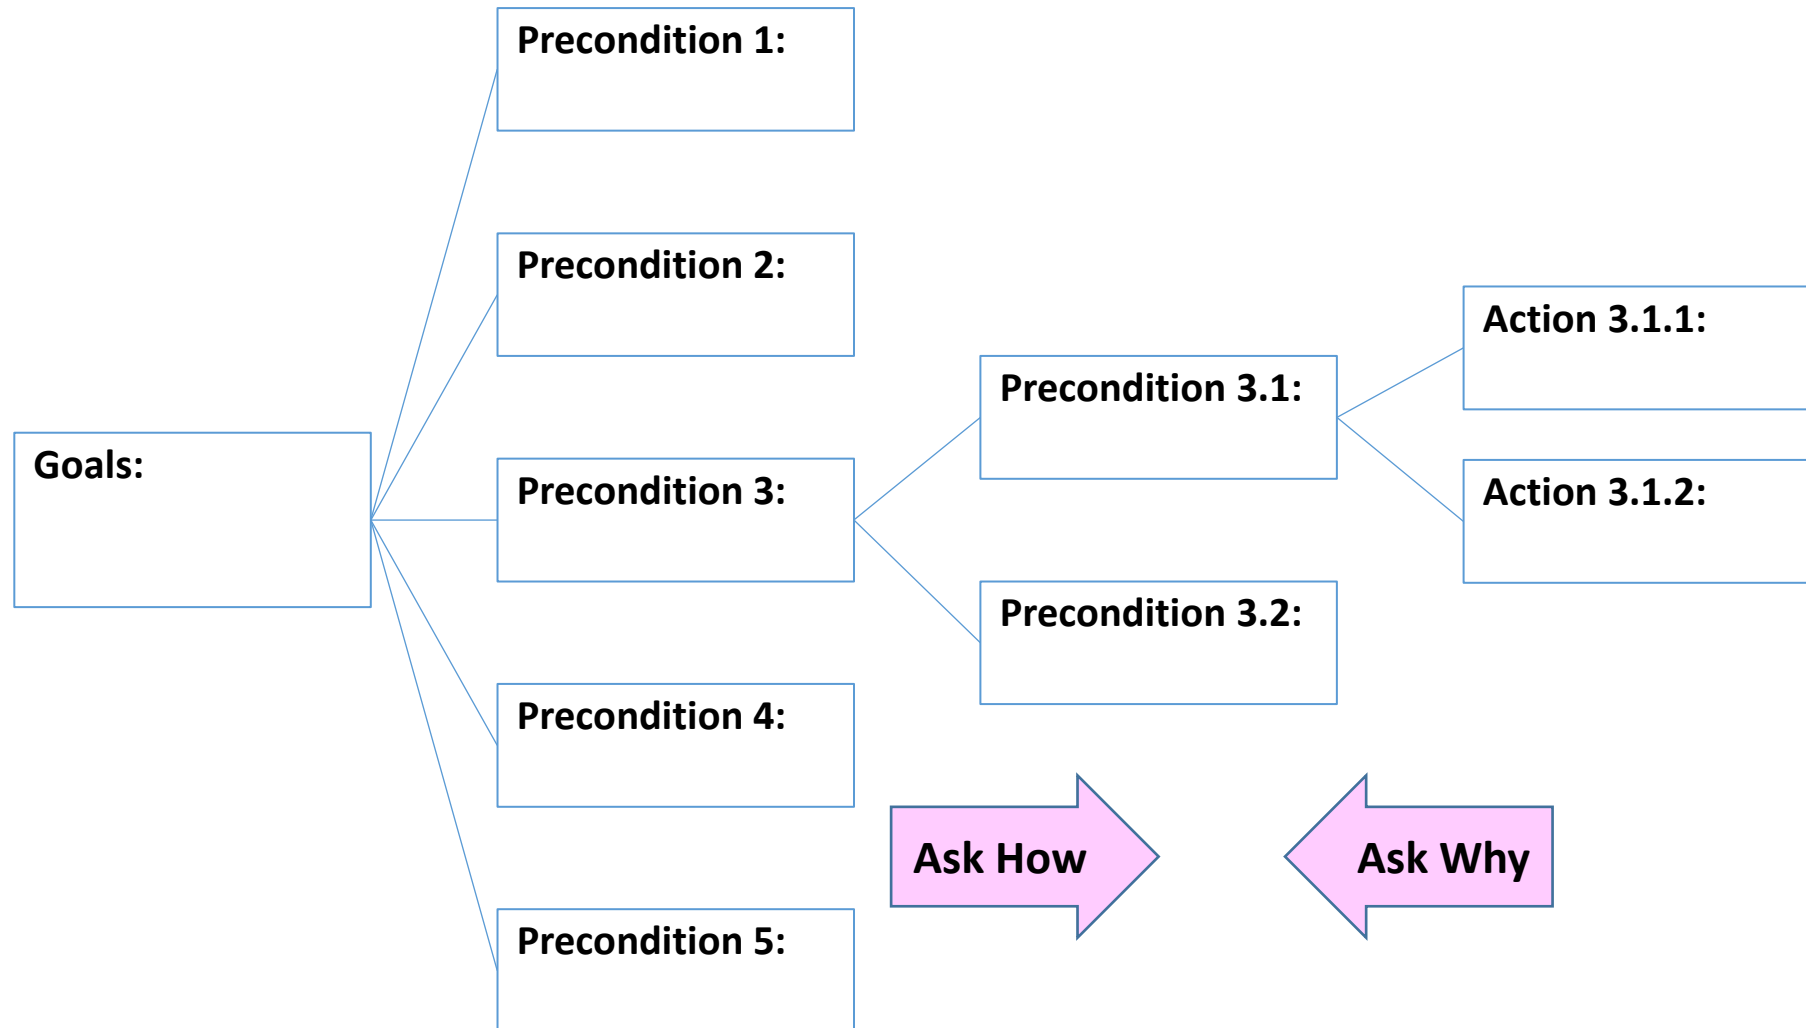 Goals:
Precondition 1:
Precondition 2:
Precondition 3:
Precondition 4:
Precondition 5:
Precondition 3.1:
Precondition 3.2:
Action 3.1.1:
Action 3.1.2:
Ask How
Ask Why